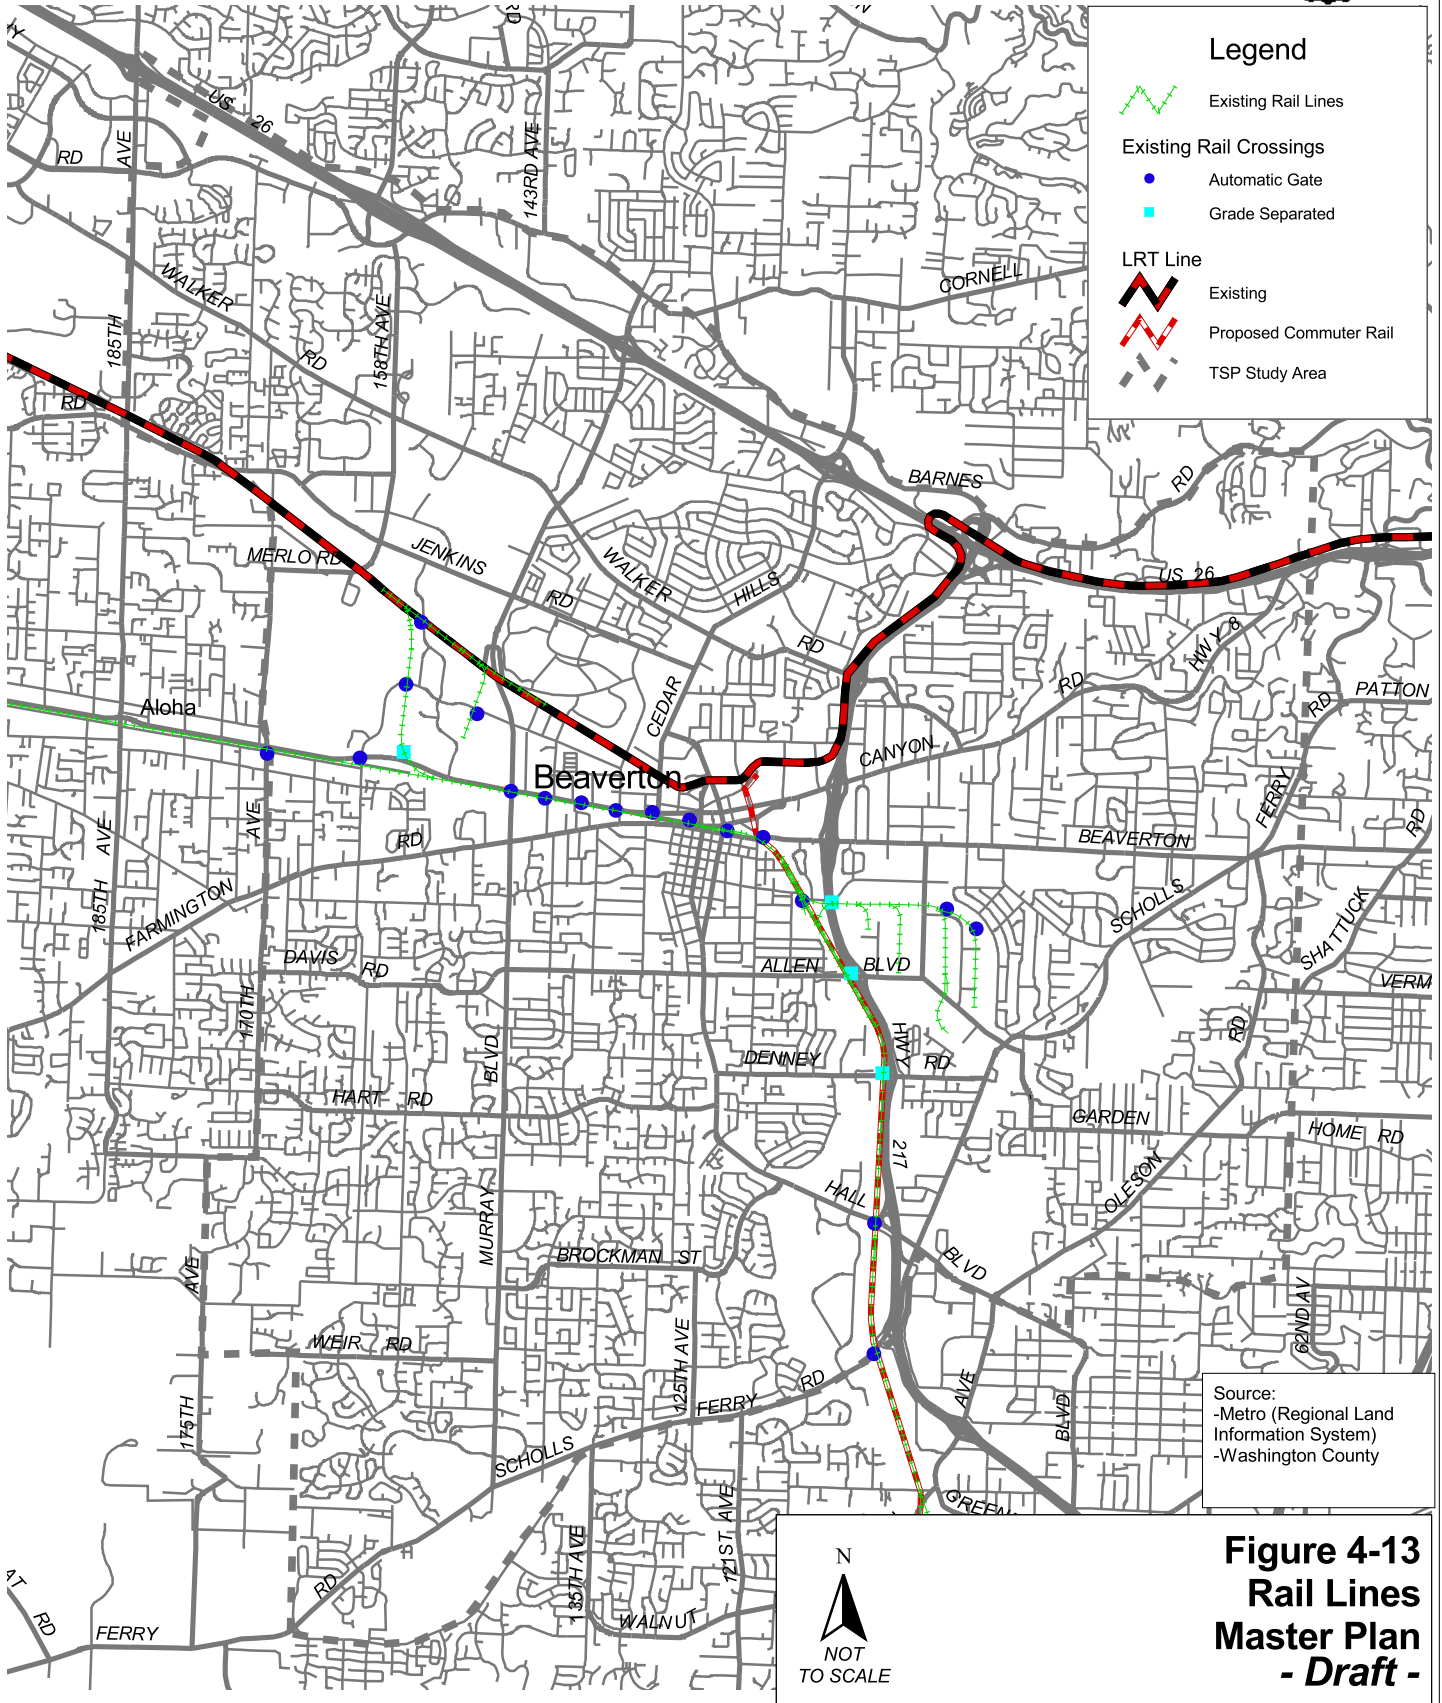 Legend
Existing Rail Lines
Existing Rail Crossings
Automatic Gate
Grade Separated
LRT Line
Existing
Proposed Commuter Rail
TSP Study Area
RD
US 26
143RD AVE
RD
AVE
CORNELL
WALKER
RD
185TH
158TH AVE
RD
BARNES
RD
MERLO RD
JENKINS
RD
WALKER
HILLS
RD
US 26
HWY 8
RD
PATTON
RD
CEDAR
Aloha
CANYON
Beaverton
FERRY
RD
AVE
AVE
RD
BEAVERTON
185TH
FARMINGTON
SCHOLLS
SHATTUCK
DAVIS
RD
ALLEN
BLVD
VERM
170TH
BLVD
HWY
RD
DENNEY
RD
HART RD
GARDEN
HOME RD
217
OLESON
HALL
MURRAY
BROCKMAN ST
BLVD
AVE
62ND AV
WEIR RD
125TH AVE
RD
AVE
BLVD
FERRY
175TH
SCHOLLS
Source:
-Metro (Regional Land
Information System)
-Washington County
121ST AVE
135TH AVE
RD
WALNUT
RD
FERRY
N
NOT
TO SCALE
Figure 4-13
Rail Lines
Master Plan
- Draft -